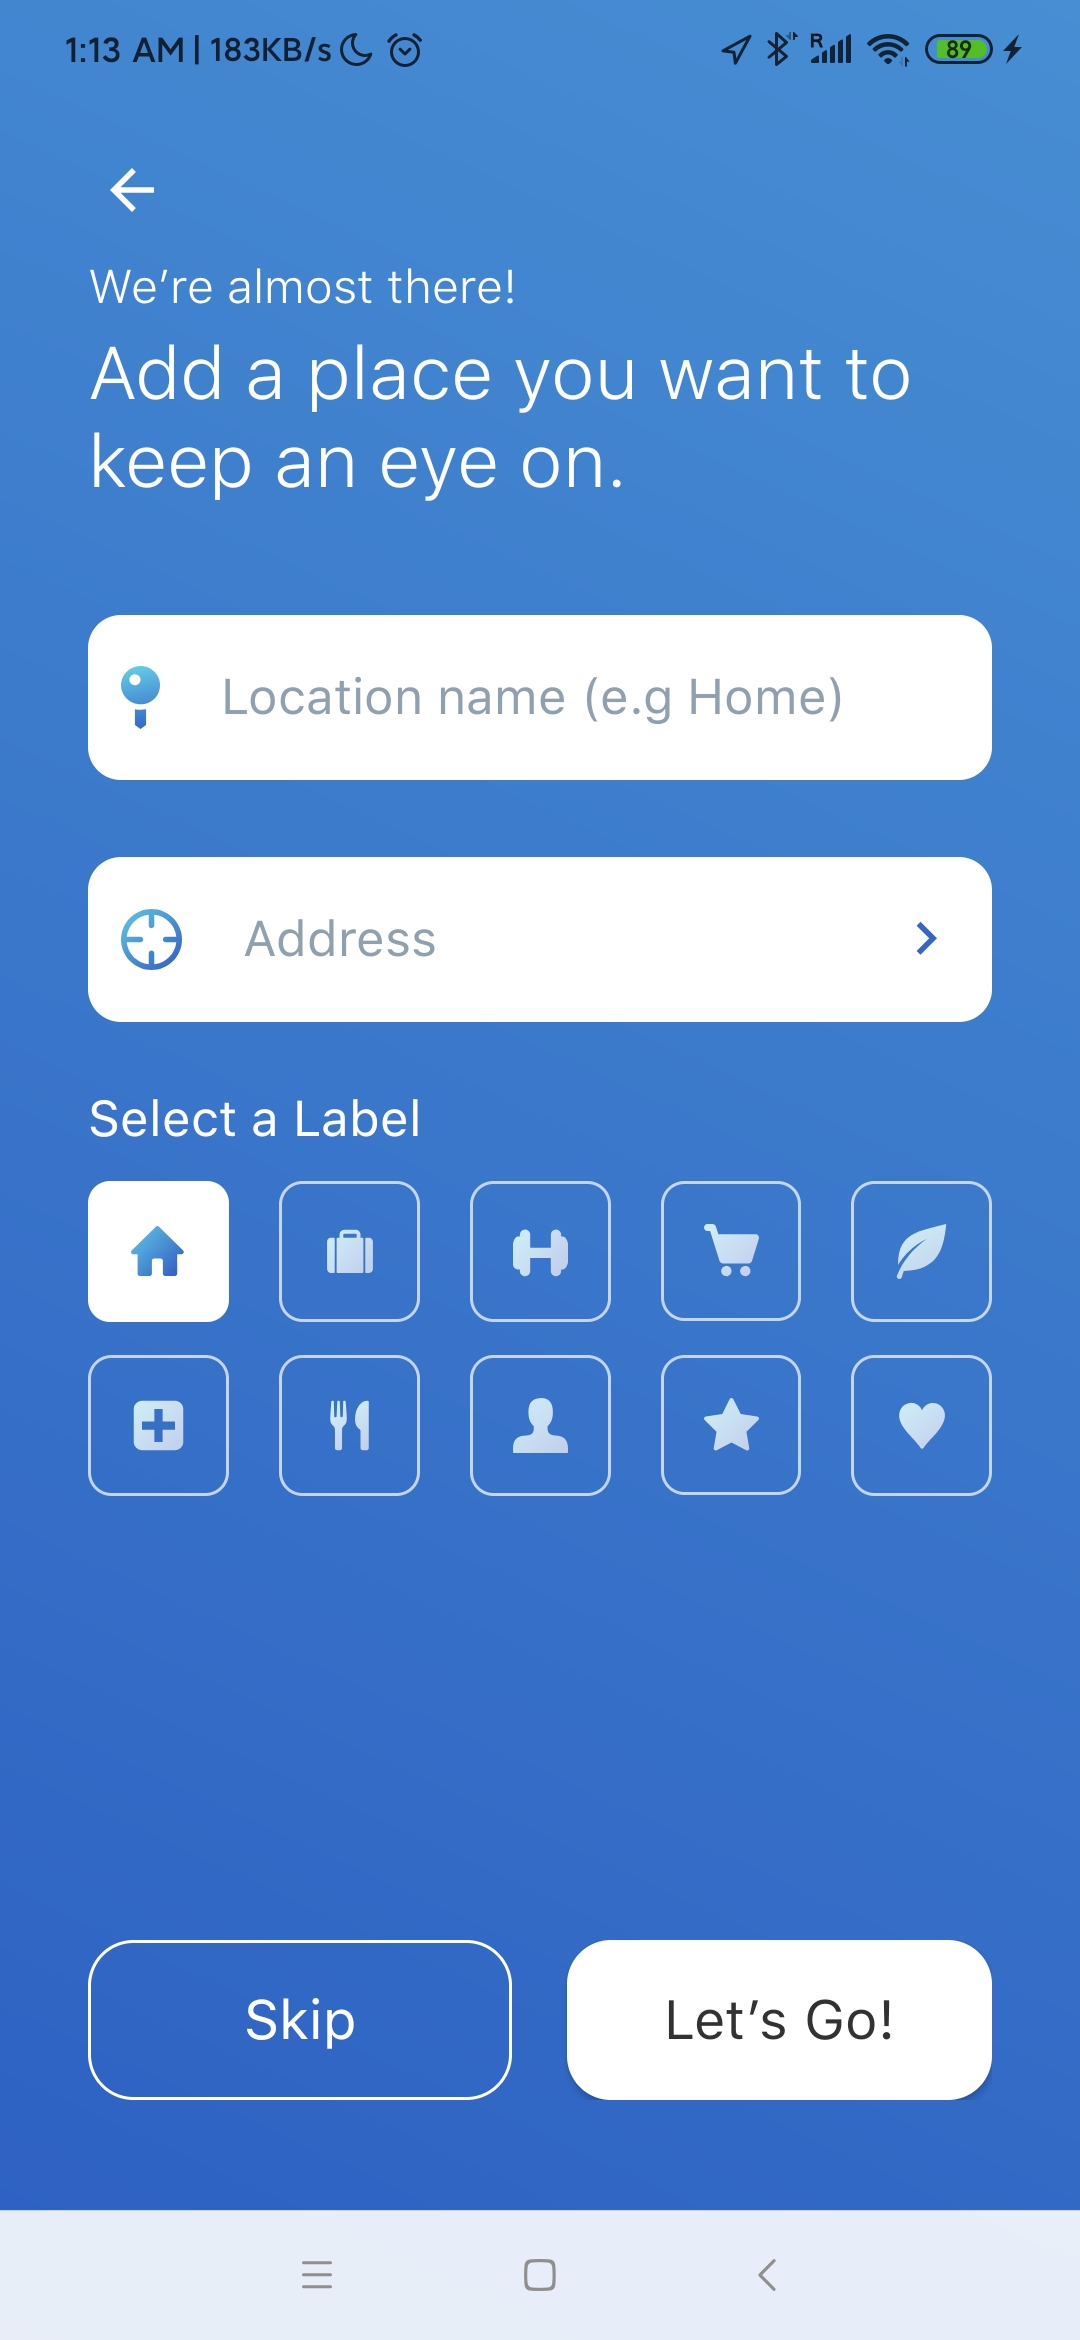 1:13 AM | 183KB/s
R
89
We're almost there!
Add a place you want to
keep an eye on.
Location name (e.g Home)
Address
Select a Label
Skip
Let's Go!